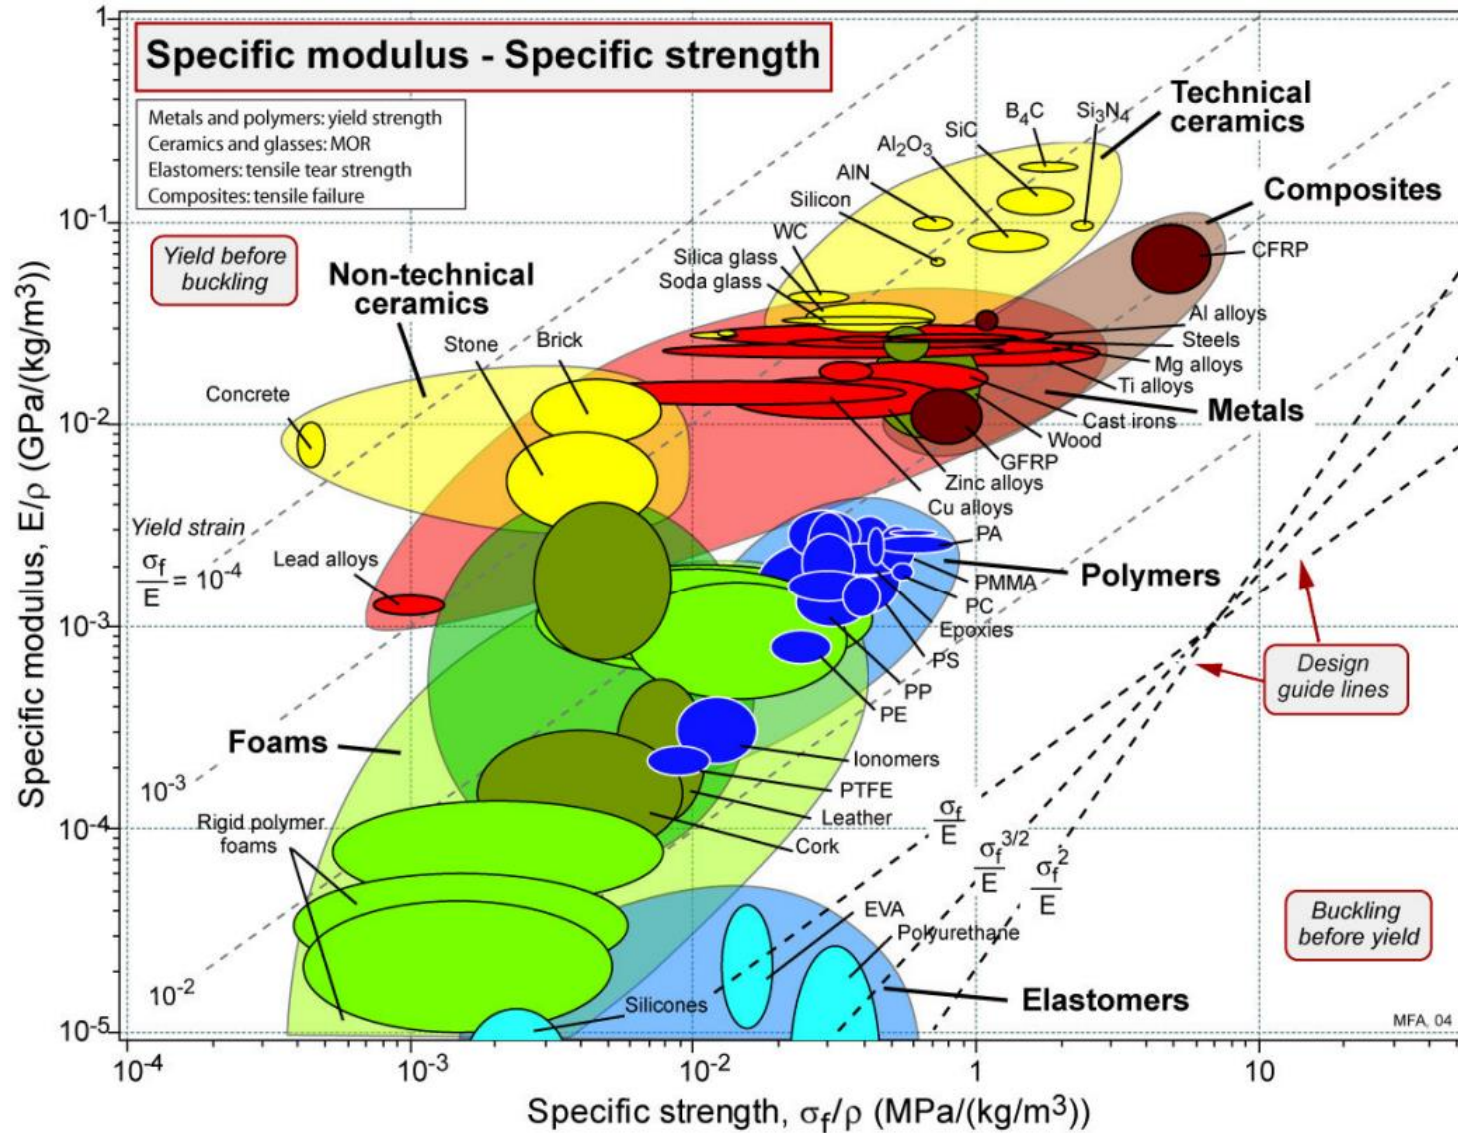 Specific modulus - Specific strength
Metals and polymers: yield strength
Ceramics and glasses: MOR
Elastomers: tensile tear strength
Composites: tensile failure
Yield before
buckling
Non-technical
ceramics
Technical
ceramics
Composites
Metals
Polymers
Elastomers
Foams
B₄C
Si₃N₄
SiC
Al₂O₃
AlN
Silicon
WC
Silica glass
Soda glass
CFRP
Al alloys
Steels
Mg alloys
Ti alloys
Cast irons
Wood
GFRP
Zinc alloys
Cu alloys
Brick
Stone
Concrete
Lead alloys
Yield strain
σf/E = 10⁻⁴
10⁻³
10⁻²
PA
PMMA
PC
Epoxies
PS
PP
PE
Ionomers
PTFE
Leather
Cork
Rigid polymer
foams
EVA
Polyurethane
Silicones
σf/E
σf^3/2/E
σf²/E
Design
guide lines
Buckling
before yield
MFA, 04
Specific modulus, E/ρ (GPa/(kg/m³))
1
10⁻¹
10⁻²
10⁻³
10⁻⁴
10⁻⁵
10⁻⁴
10⁻³
10⁻²
10⁻¹
1
10
Specific strength, σf/ρ (MPa/(kg/m³))